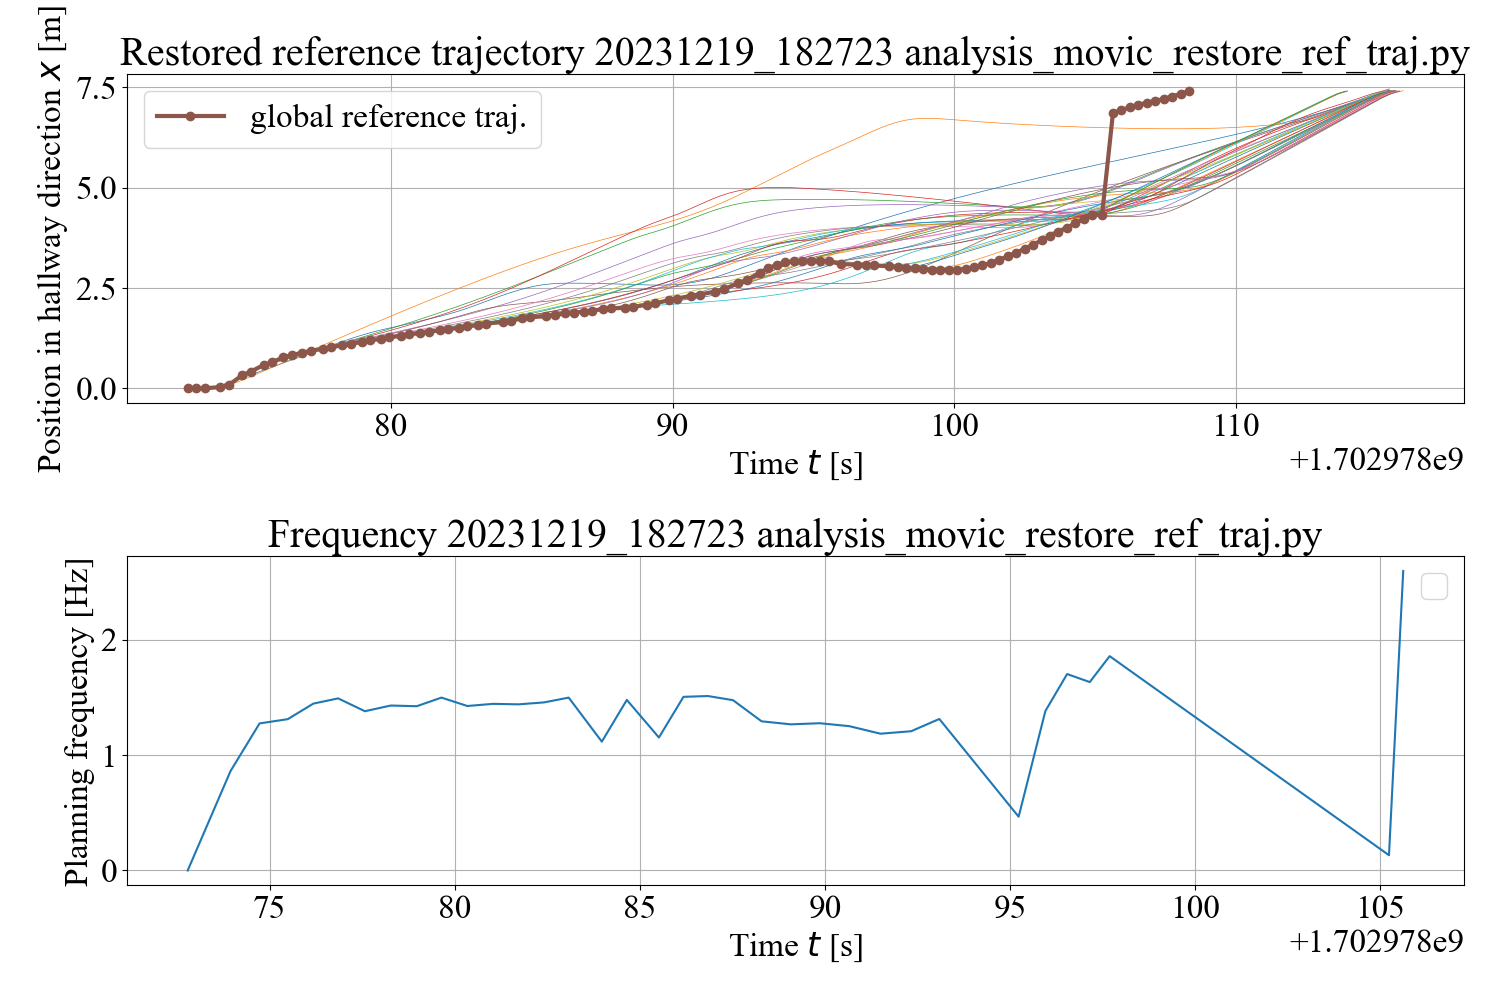 Restored reference trajectory 20231219_182723 analysis_movic_restore_ref_traj.py
Position in hallway direction x [m]
7.5
5.0
2.5
0.0
global reference traj.
80 90 100 110
Time t [s]
+1.702978e9
Frequency 20231219_182723 analysis_movic_restore_ref_traj.py
Planning frequency [Hz]
2
1
0
75 80 85 90 95 100 105
Time t [s]
+1.702978e9